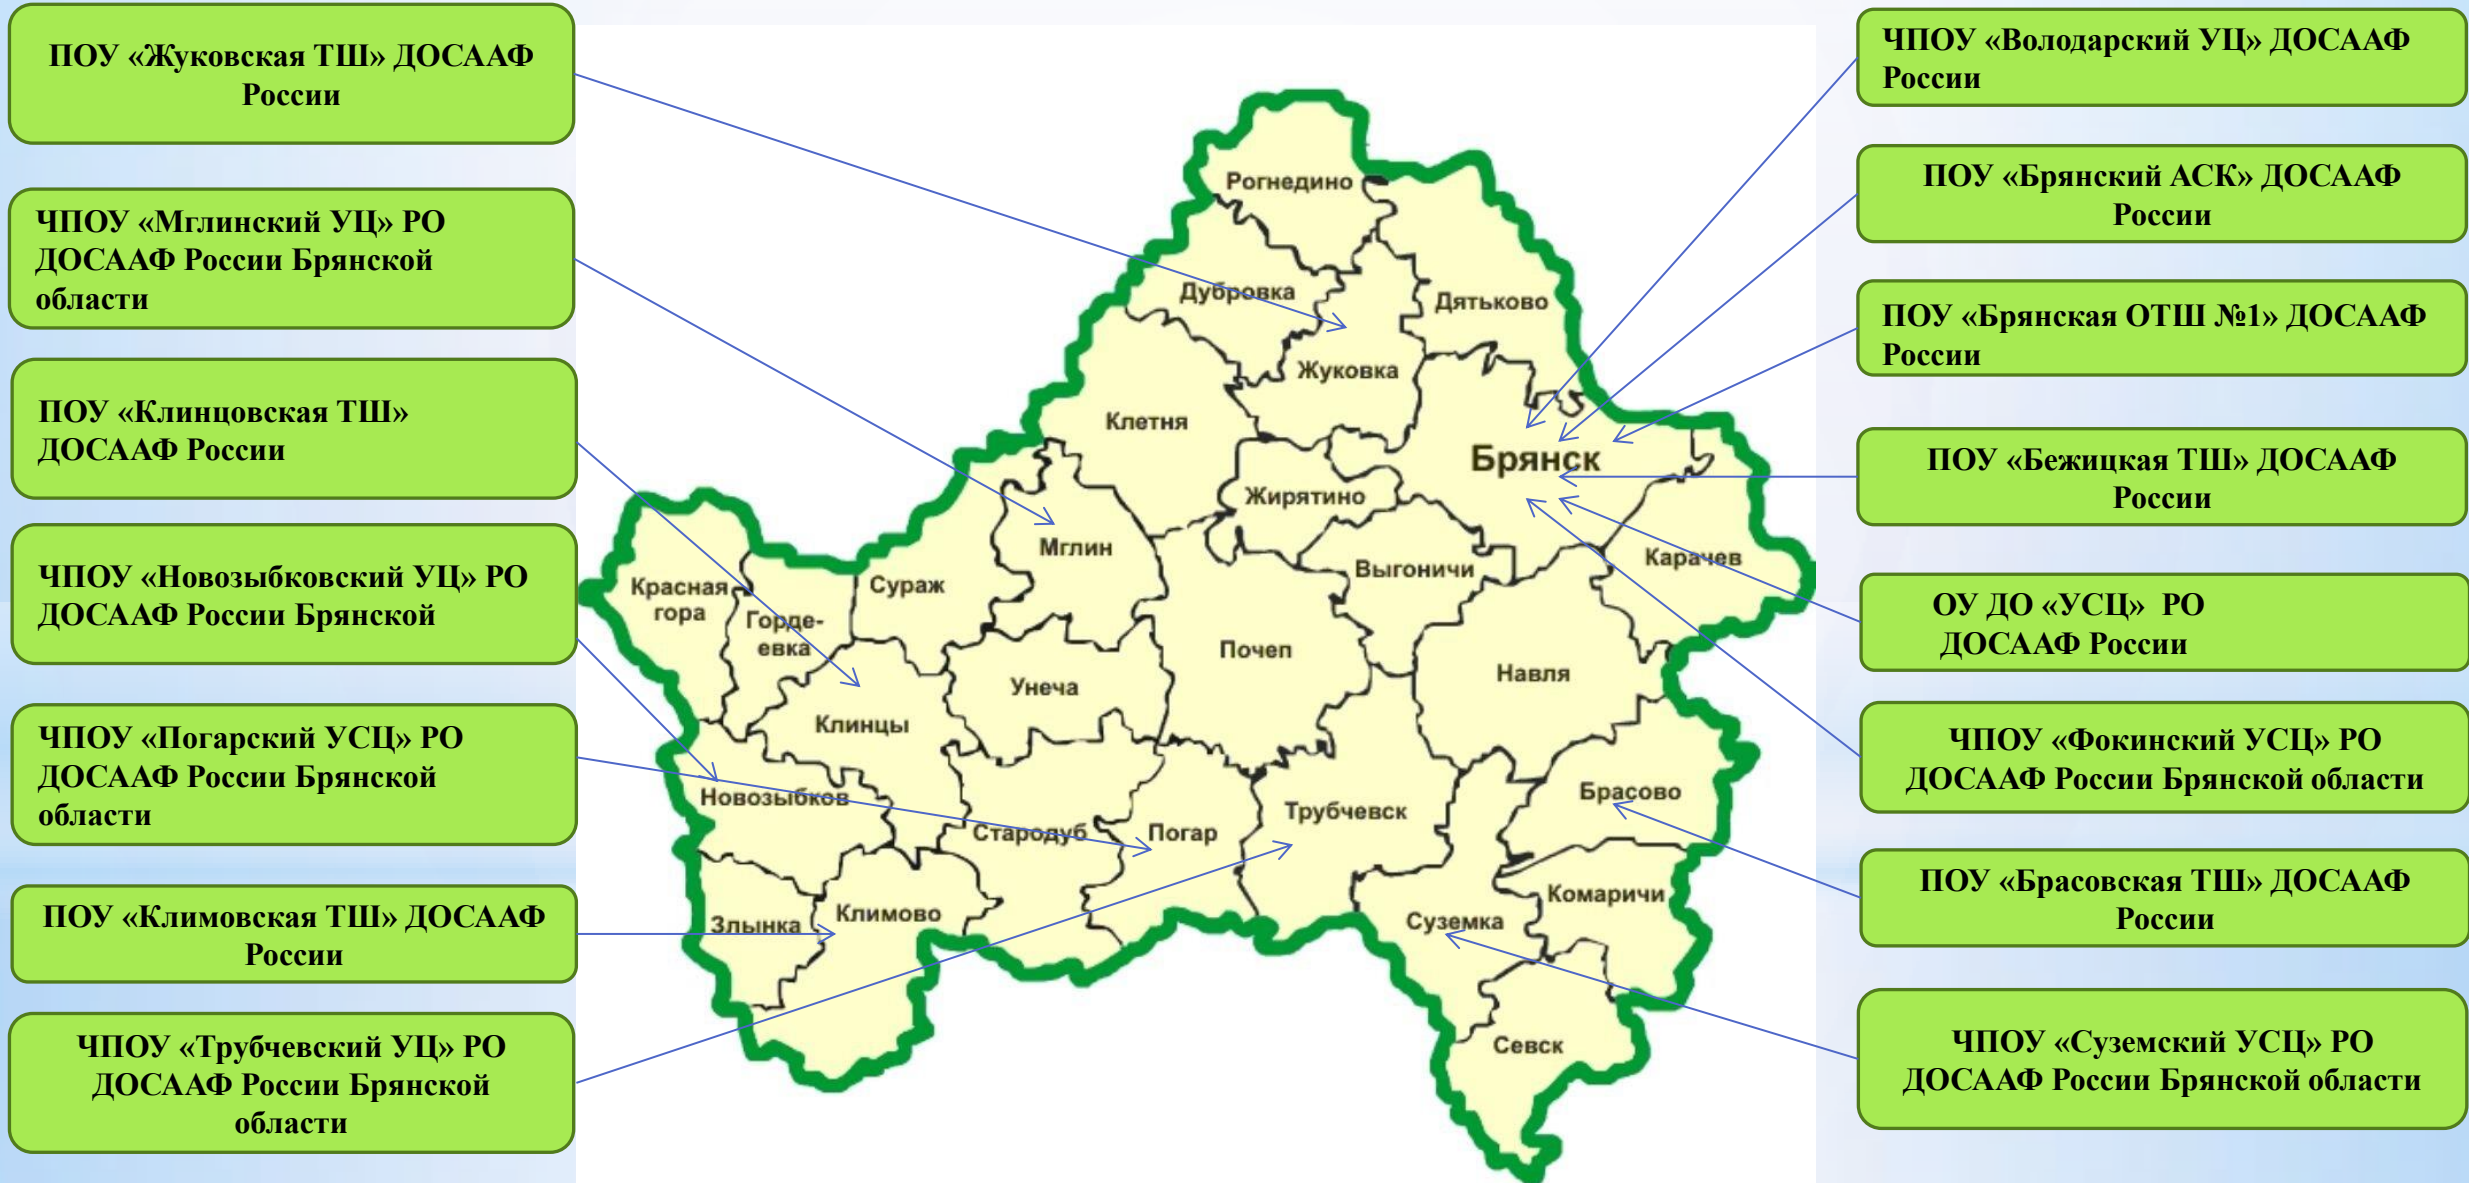 ПОУ «Жуковская ТШ» ДОСААФ
России
ЧПОУ «Мглинский УЦ» РО
ДОСААФ России Брянской
области
ПОУ «Клинцовская ТШ»
ДОСААФ России
ЧПОУ «Новозыбковский УЦ» РО
ДОСААФ России Брянской
ЧПОУ «Погарский УСЦ» РО
ДОСААФ России Брянской
области
ПОУ «Климовская ТШ» ДОСААФ
России
ЧПОУ «Трубчевский УЦ» РО
ДОСААФ России Брянской
области
Рогнедино
Дубровка
Дятьково
Жуковка
Клетня
Брянск
Жирятино
Мглин
Карачев
Выгоничи
Сураж
Красная
гора
Горде-
евка
Почеп
Навля
Унеча
Клинцы
Новозыбков
Брасово
Трубчевск
Стародуб
Погар
Комаричи
Злынка
Климово
Суземка
Севск
ЧПОУ «Володарский УЦ» ДОСААФ
России
ПОУ «Брянский АСК» ДОСААФ
России
ПОУ «Брянская ОТШ №1» ДОСААФ
России
ПОУ «Бежицкая ТШ» ДОСААФ
России
ОУ ДО «УСЦ» РО
ДОСААФ России
ЧПОУ «Фокинский УСЦ» РО
ДОСААФ России Брянской области
ПОУ «Брасовская ТШ» ДОСААФ
России
ЧПОУ «Суземский УСЦ» РО
ДОСААФ России Брянской области